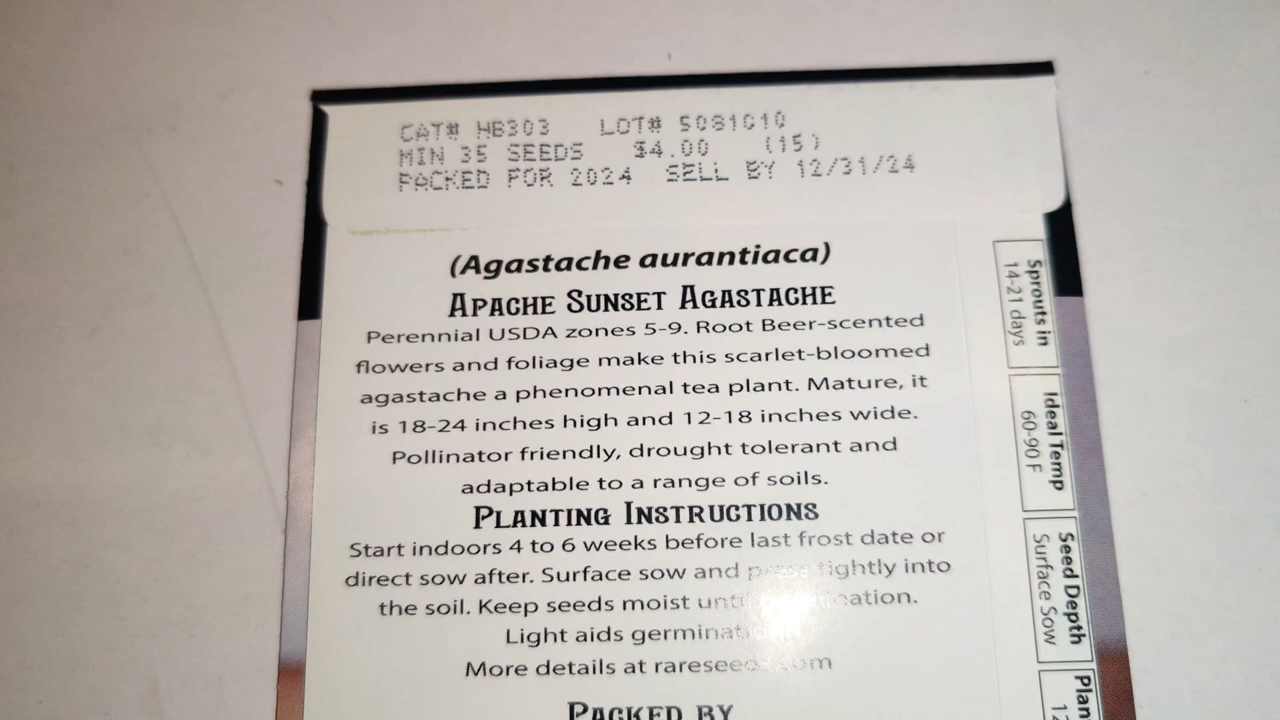 CAT# HB303 LOT# 5081010
MIN 35 SEEDS $4.00 (15)
PACKED FOR 2024 SELL BY 12/31/24
(Agastache aurantiaca)
APACHE SUNSET AGASTACHE
Perennial USDA zones 5-9. Root Beer-scented
flowers and foliage make this scarlet-bloomed
agastache a phenomenal tea plant. Mature, it
is 18-24 inches high and 12-18 inches wide.
Pollinator friendly, drought tolerant and
adaptable to a range of soils.
PLANTING INSTRUCTIONS
Start indoors 4 to 6 weeks before last frost date or
direct sow after. Surface sow and lightly into
the soil. Keep seeds moist until
Light aids
More details at
PACKED BY
Sprouts in
14-21 days
Ideal Temp
60-90 F
Seed Depth
Surface Sow